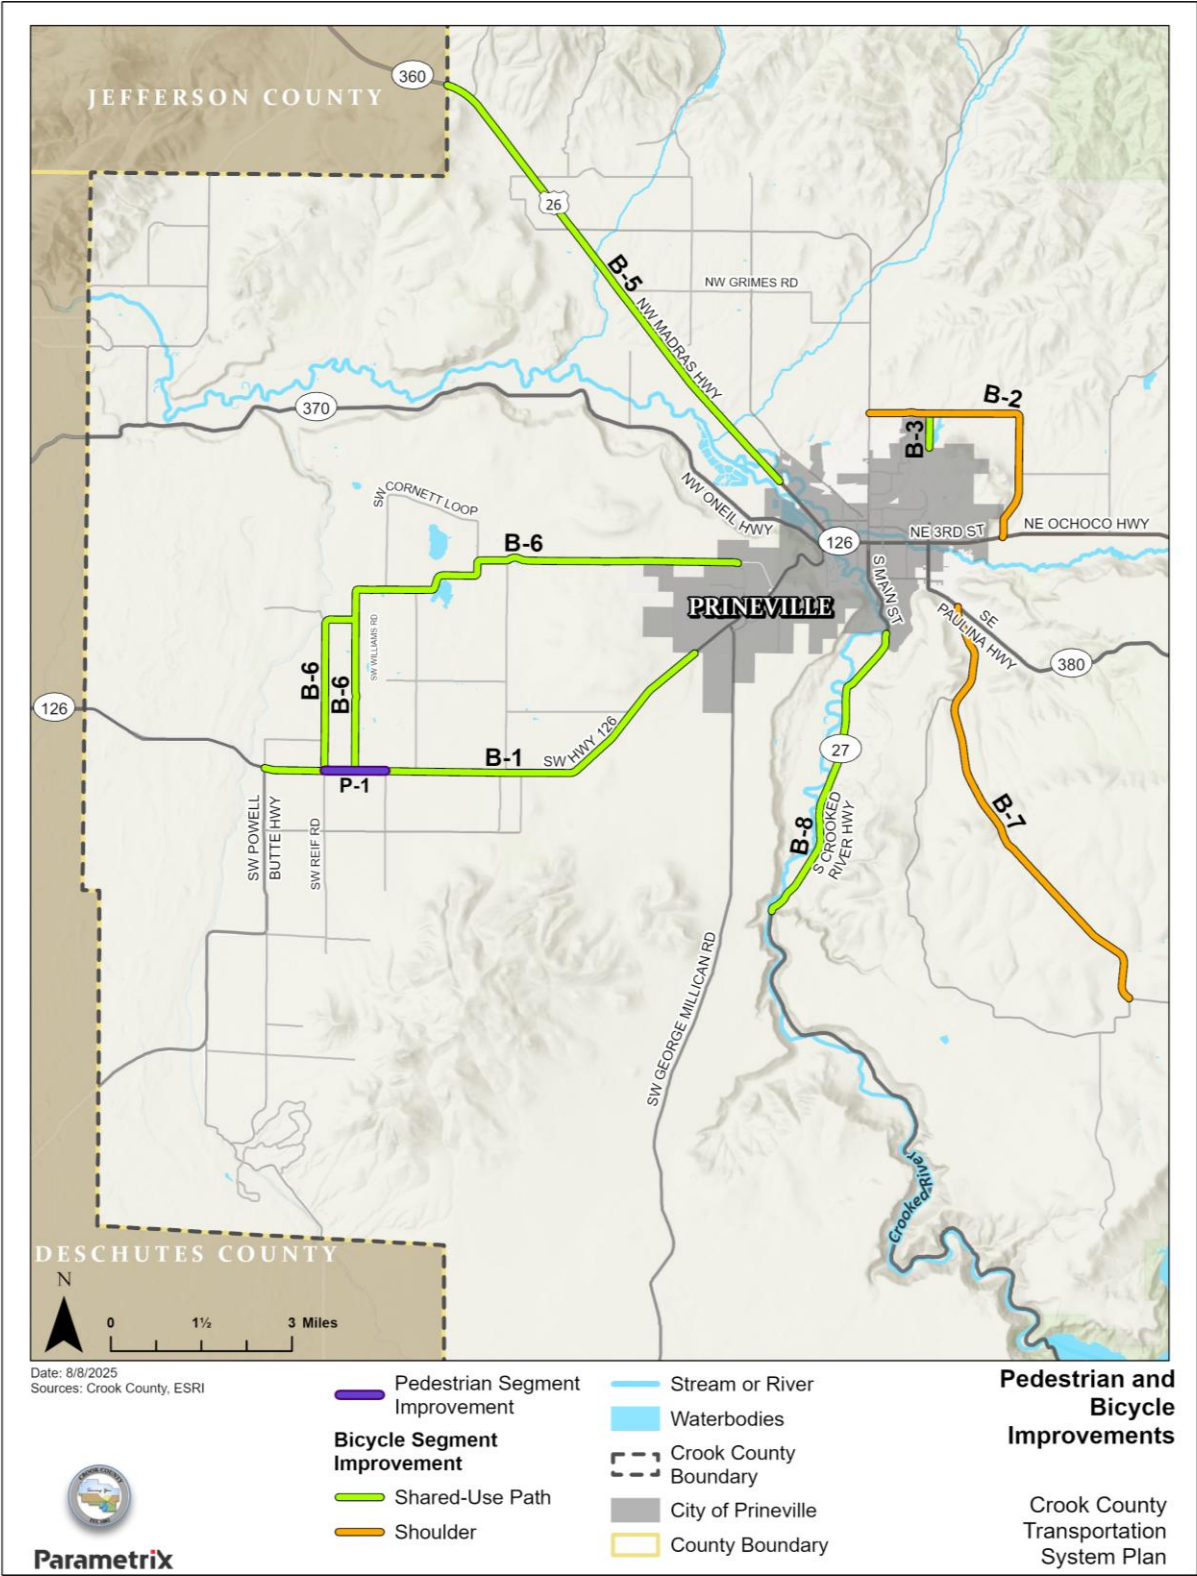 JEFFERSON COUNTY
360
26
B-5
NW GRIMES RD
NW MADRAS HWY
370
B-2
B-3
SW CORNETT LOOP
NW ONEIL HWY
NE 3RD ST
NE OCHOCO HWY
126
B-6
S MAIN ST
PRINEVILLE
SE
PAULINA HWY
380
SW WILLIAMS RD
B-6
B-6
126
B-1
SW HWY 126
27
P-1
SW POWELL
BUTTE HWY
SW REIF RD
B-8
S CROOKED
RIVER HWY
B-7
SW GEORGE MILLICAN RD
Crooked River
DESCHUTES COUNTY
N
0 1½ 3 Miles
Date: 8/8/2025
Sources: Crook County, ESRI
Pedestrian Segment
Improvement
Bicycle Segment
Improvement
Shared-Use Path
Shoulder
Stream or River
Waterbodies
Crook County
Boundary
City of Prineville
County Boundary
Pedestrian and
Bicycle
Improvements
Crook County
Transportation
System Plan
CROOK COUNTY
Parametrix